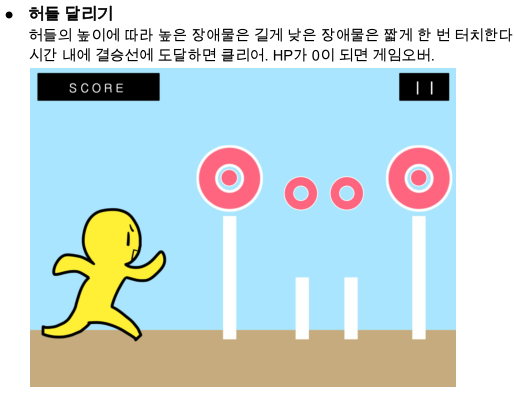 ● 허들 달리기
허들의 높이에 따라 높은 장애물은 길게 낮은 장애물은 짧게 한 번 터치한다
시간 내에 결승선에 도달하면 클리어. HP가 0이 되면 게임오버.
SCORE